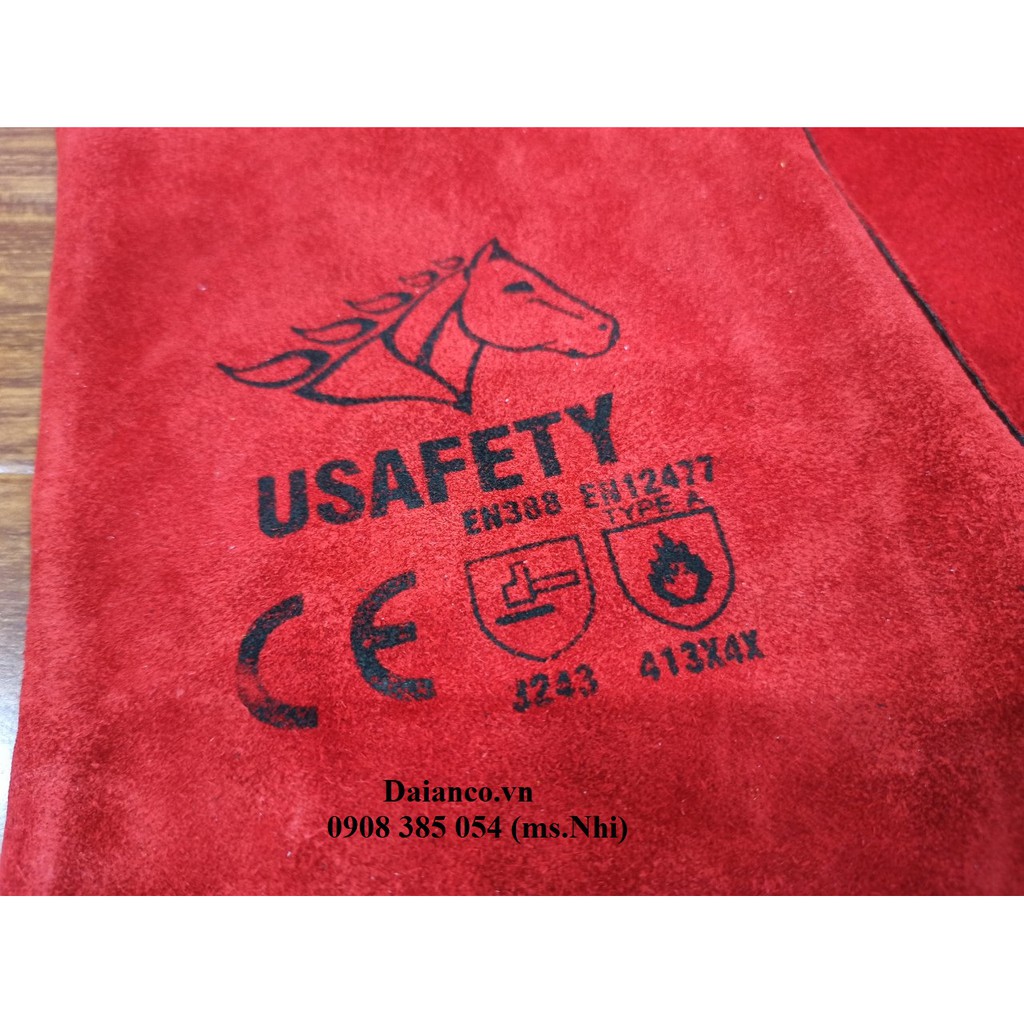 USAFETY
EN388 EN12477
TYPE A
CE
3243 413X4X
Daianco.vn
0908 385 054 (ms.Nhi)